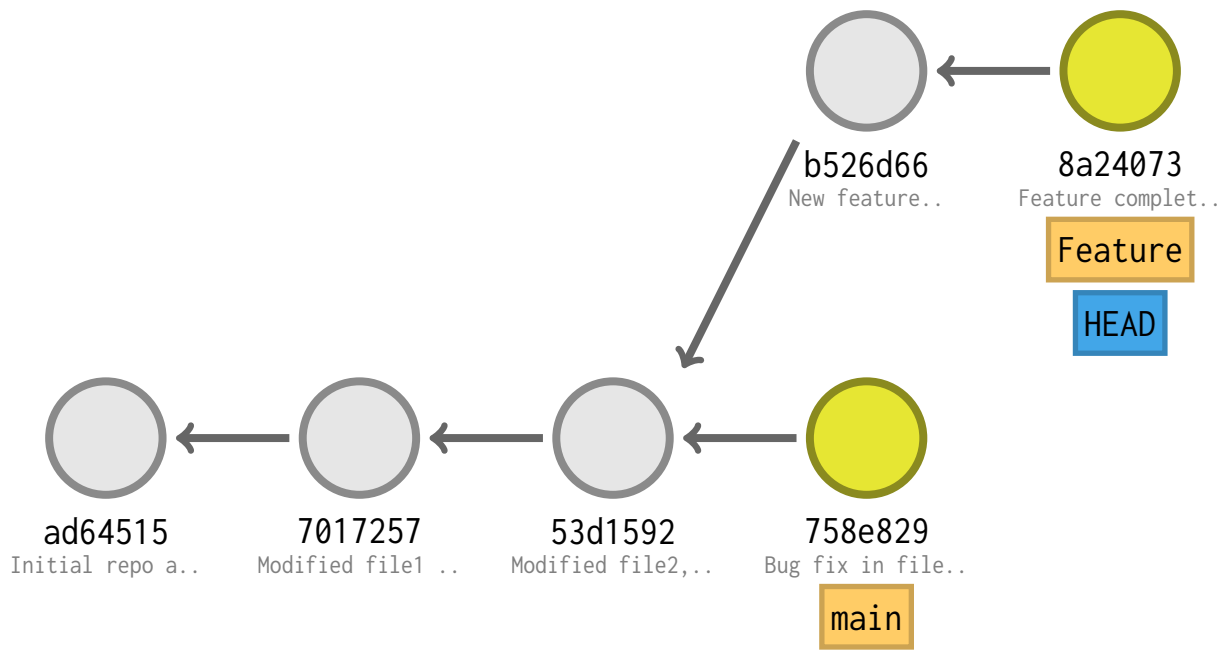 b526d66
New feature..
8a24073
Feature complet..
Feature
HEAD
ad64515
Initial repo a..
7017257
Modified file1 ..
53d1592
Modified file2,..
758e829
Bug fix in file..
main